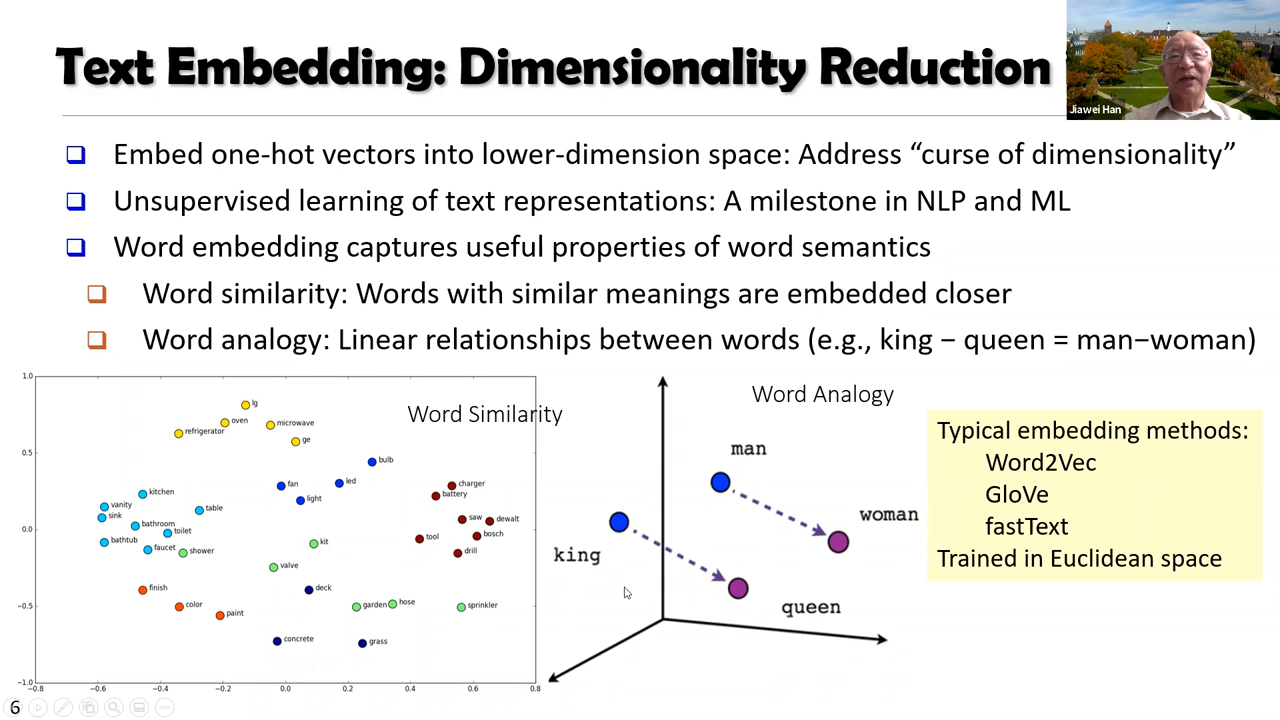 Text Embedding: Dimensionality Reduction
Jiawei Han
Embed one-hot vectors into lower-dimension space: Address “curse of dimensionality”
Unsupervised learning of text representations: A milestone in NLP and ML
Word embedding captures useful properties of word semantics
Word similarity: Words with similar meanings are embedded closer
Word analogy: Linear relationships between words (e.g., king − queen = man−woman)
Word Similarity
1.0
0.5
0.0
−0.5
−1.0
−0.8
−0.6
−0.4
−0.2
0.0
0.2
0.4
0.6
0.8
lg
oven
microwave
refrigerator
ge
bulb
fan
led
light
charger
battery
kitchen
vanity
sink
table
bathroom
toilet
bathtub
faucet
shower
saw
dewalt
tool
bosch
drill
kit
valve
finish
deck
color
paint
garden
hose
sprinkler
concrete
grass
Word Analogy
man
woman
king
queen
Typical embedding methods:
Word2Vec
GloVe
fastText
Trained in Euclidean space
6